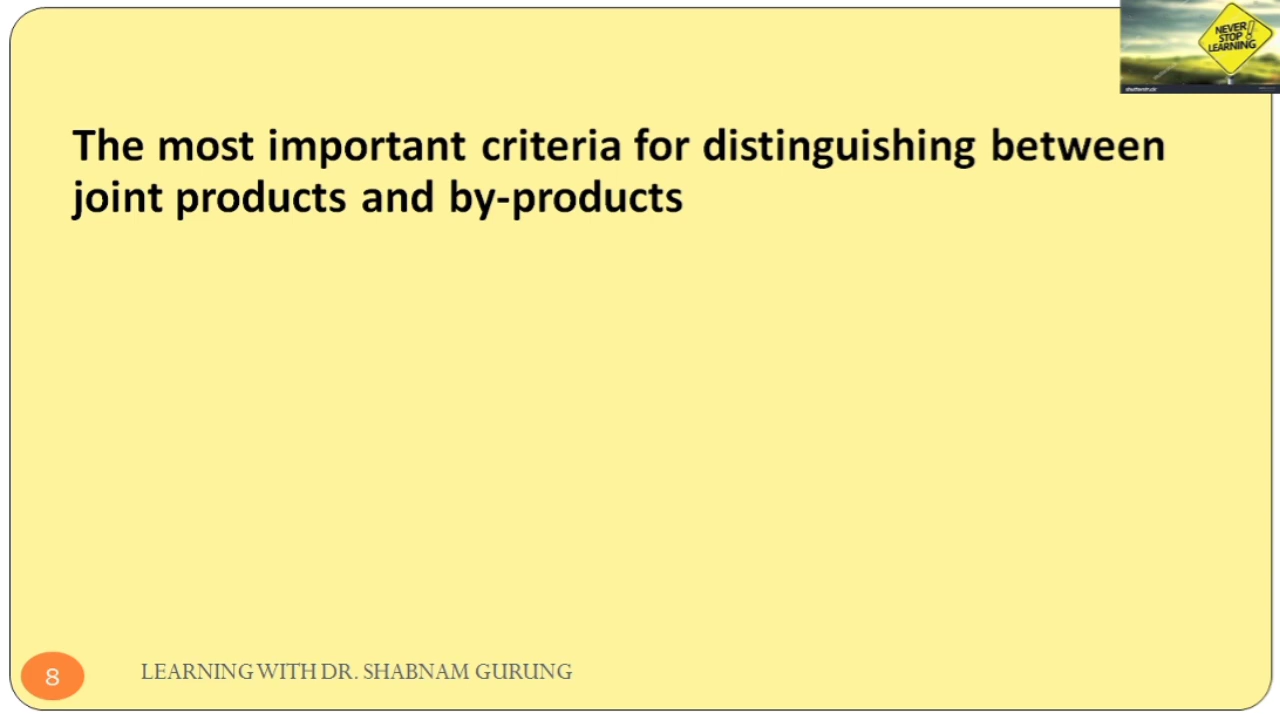 NEVER
STOP !
LEARNING
shutterstock
The most important criteria for distinguishing between
joint products and by-products
8
LEARNING WITH DR. SHABNAM GURUNG